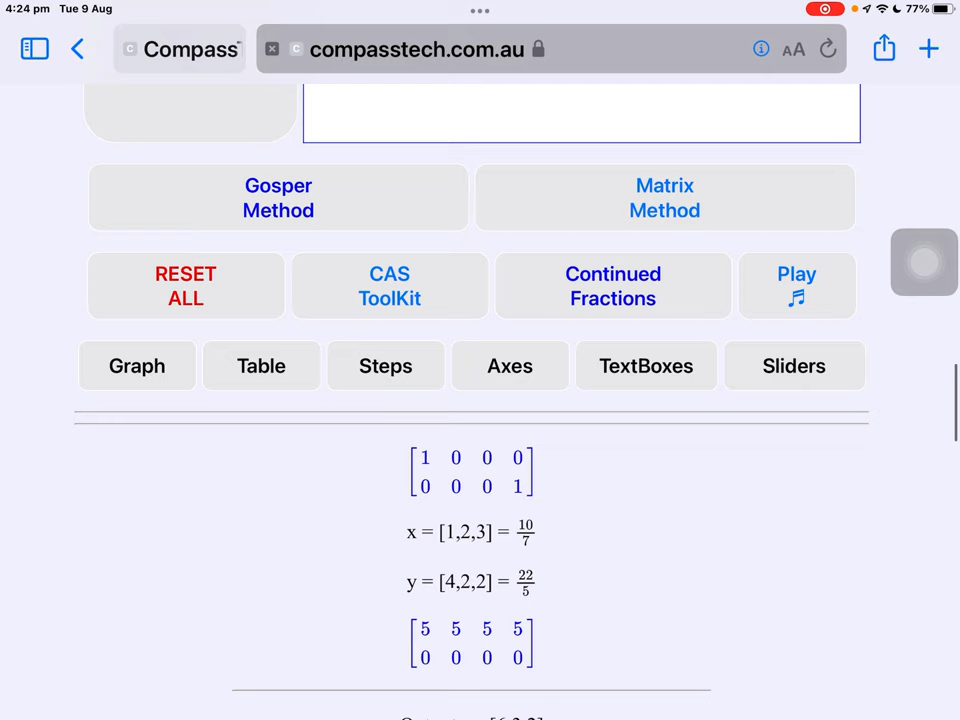 4:24 pm Tue 9 Aug
77%
Compass
compasstech.com.au
AA
Gosper
Method
Matrix
Method
RESET
ALL
CAS
ToolKit
Continued
Fractions
Play
Graph
Table
Steps
Axes
TextBoxes
Sliders
1 0 0 0
0 0 0 1
x = [1,2,3] = 10/7
y = [4,2,2] = 22/5
5 5 5 5
0 0 0 0